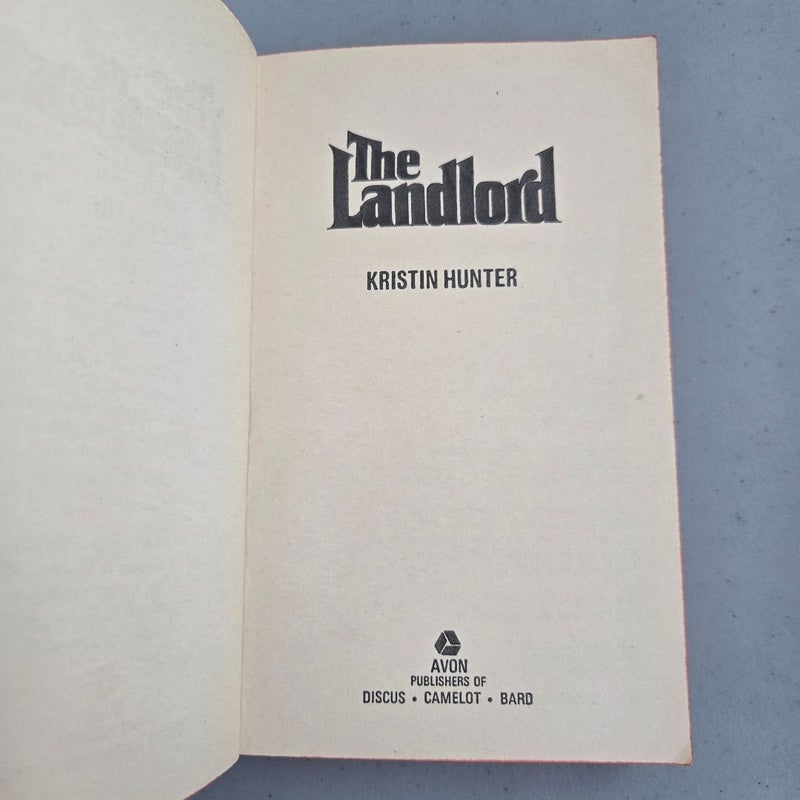 The
Landlord
KRISTIN HUNTER
AVON
PUBLISHERS OF
DISCUS • CAMELOT • BARD